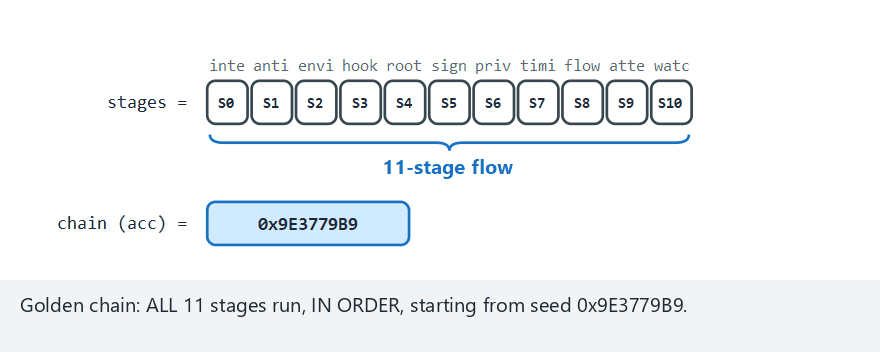 inte anti envi hook root sign priv timi flow atte watc
stages = S0 S1 S2 S3 S4 S5 S6 S7 S8 S9 S10
11-stage flow
chain (acc) = 0x9E3779B9
Golden chain: ALL 11 stages run, IN ORDER, starting from seed 0x9E3779B9.